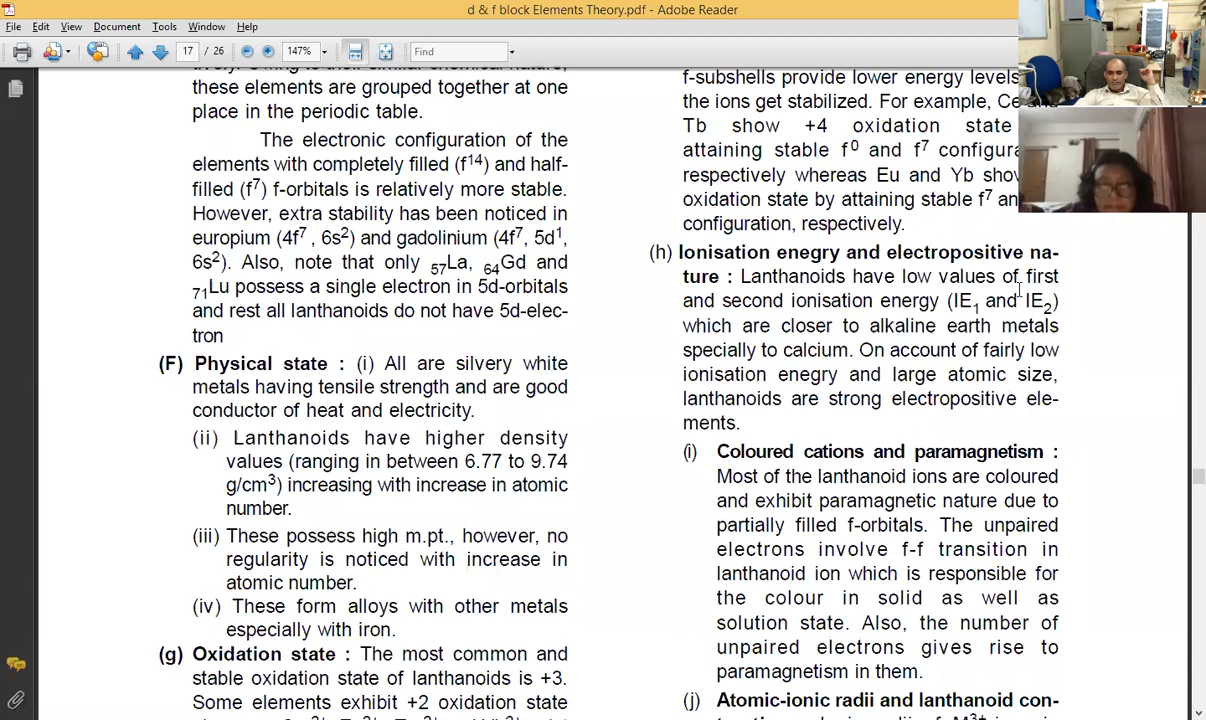 d & f block Elements Theory.pdf - Adobe Reader
File Edit View Document Tools Window Help
17 / 26 147% Find
these elements are grouped together at one
place in the periodic table.
The electronic configuration of the
elements with completely filled (f14) and half-
filled (f7) f-orbitals is relatively more stable.
However, extra stability has been noticed in
europium (4f7 , 6s2) and gadolinium (4f7, 5d1,
6s2). Also, note that only 57La, 64Gd and
71Lu possess a single electron in 5d-orbitals
and rest all lanthanoids do not have 5d-elec-
tron
(F) Physical state : (i) All are silvery white
metals having tensile strength and are good
conductor of heat and electricity.
(ii) Lanthanoids have higher density
values (ranging in between 6.77 to 9.74
g/cm3) increasing with increase in atomic
number.
(iii) These possess high m.pt., however, no
regularity is noticed with increase in
atomic number.
(iv) These form alloys with other metals
especially with iron.
(g) Oxidation state : The most common and
stable oxidation state of lanthanoids is +3.
Some elements exhibit +2 oxidation state
f-subshells provide lower energy levels
the ions get stabilized. For example, Ce and
Tb show +4 oxidation state
attaining stable f0 and f7
respectively whereas Eu and Yb
oxidation state by attaining stable f7
configuration, respectively.
(h) Ionisation enegry and electropositive na-
ture : Lanthanoids have low values of first
and second ionisation energy (IE1 and IE2)
which are closer to alkaline earth metals
specially to calcium. On account of fairly low
ionisation enegry and large atomic size,
lanthanoids are strong electropositive ele-
ments.
(i) Coloured cations and paramagnetism :
Most of the lanthanoid ions are coloured
and exhibit paramagnetic nature due to
partially filled f-orbitals. The unpaired
electrons involve f-f transition in
lanthanoid ion which is responsible for
the colour in solid as well as
solution state. Also, the number of
unpaired electrons gives rise to
paramagnetism in them.
(j) Atomic-ionic radii and lanthanoid con-